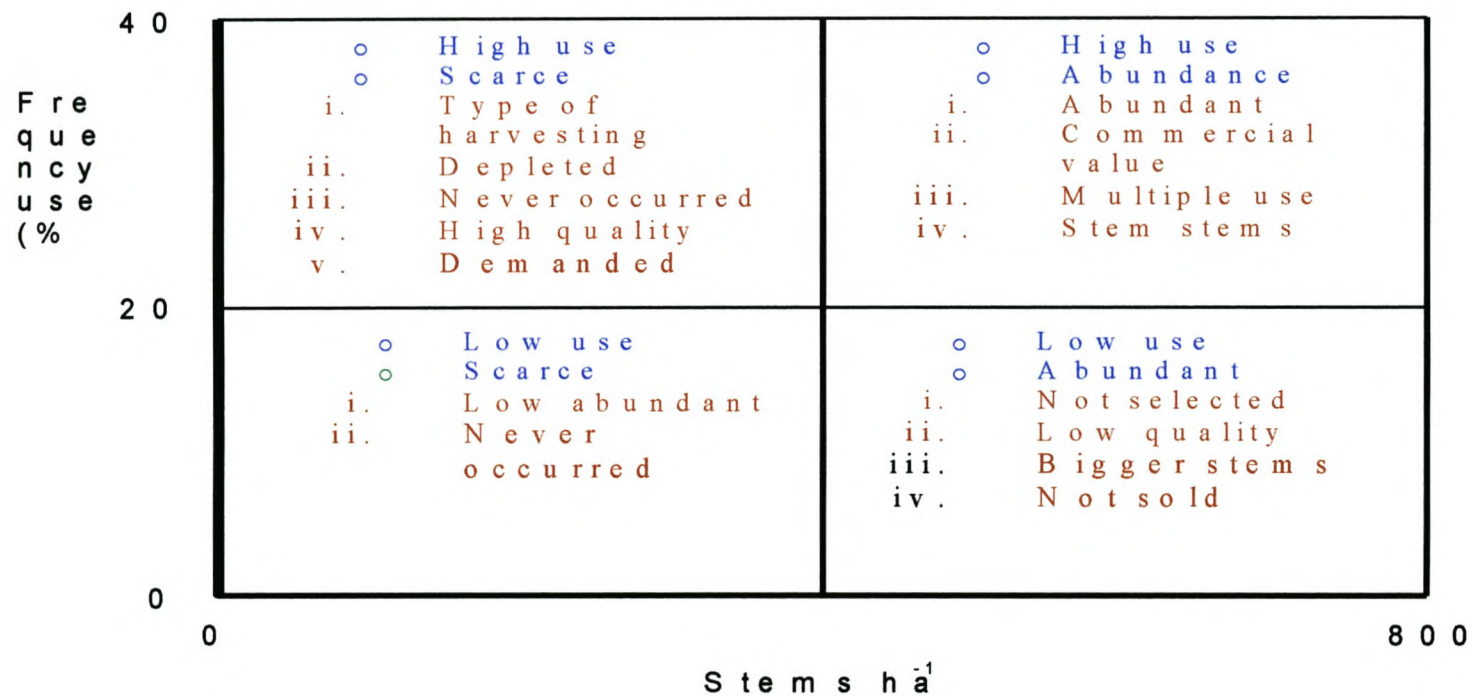 40
Fre
que
ncy
use
(%
o High use
o Scarce
i. Type of
harvesting
ii. Depleted
iii. Never occurred
iv. High quality
v. Demanded
o High use
o Abundance
i. Abundant
ii. Commercial
value
iii. Multiple use
iv. Stem stems
20
o Low use
o Scarce
i. Low abundant
ii. Never
occurred
o Low use
o Abundant
i. Not selected
ii. Low quality
iii. Bigger stems
iv. Not sold
0
0
800
Stems ha⁻¹